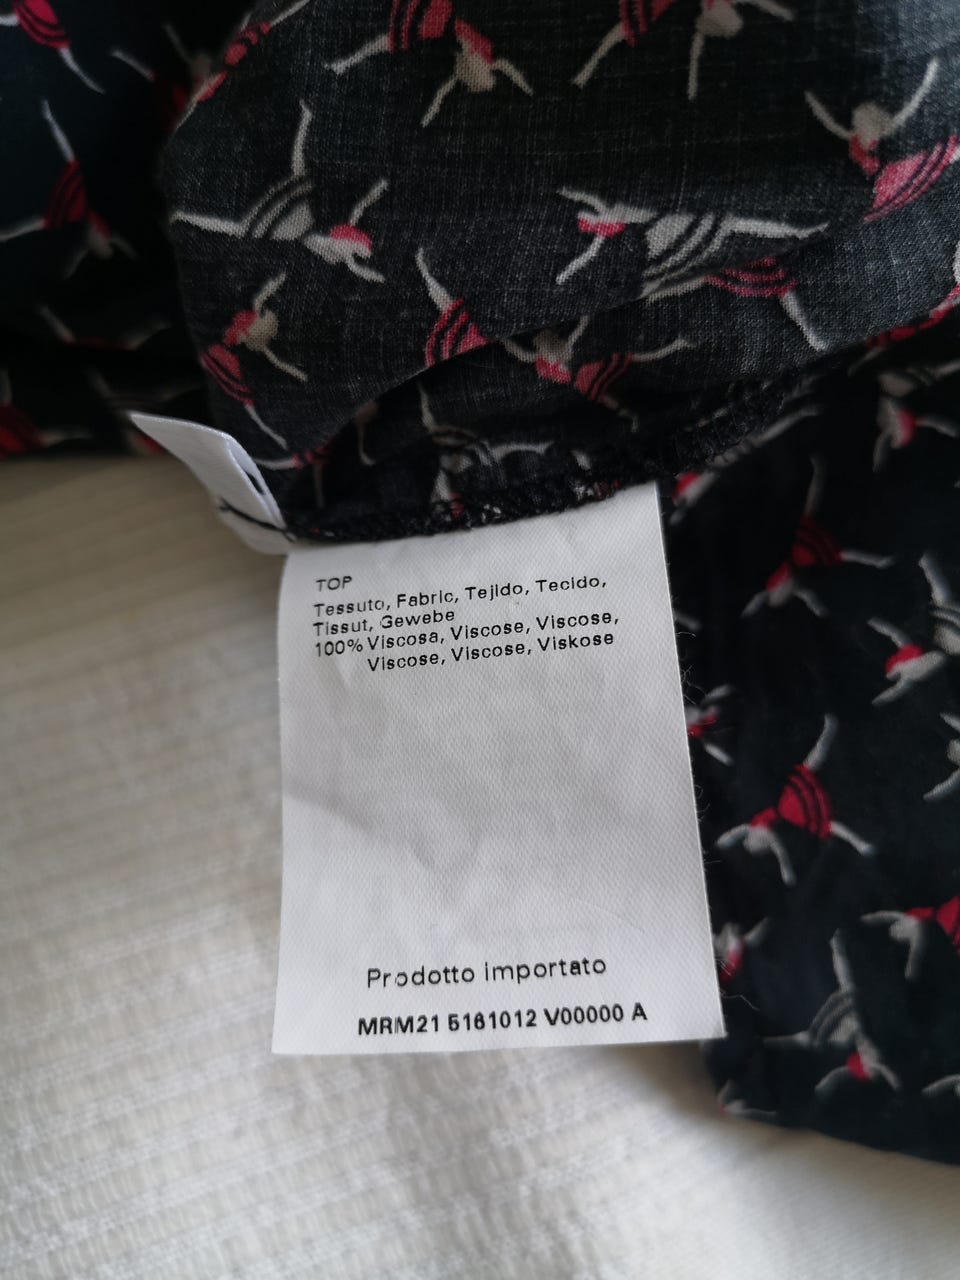 TOP
Tessuto, Fabric, Tejido, Tecido,
Tissut, Gewebe
100% Viscosa, Viscose, Viscose,
Viscose, Viscose, Viskose
Prodotto importato
MRM21 5161012 V00000 A